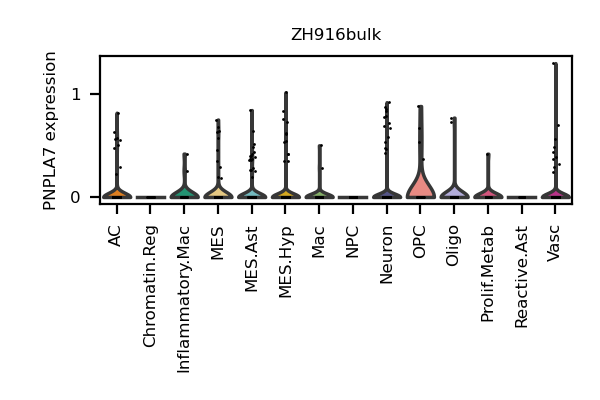 ZH916bulk
PNPLA7 expression
1
0
AC
Chromatin.Reg
Inflammatory.Mac
MES
MES.Ast
MES.Hyp
Mac
NPC
Neuron
OPC
Oligo
Prolif.Metab
Reactive.Ast
Vasc